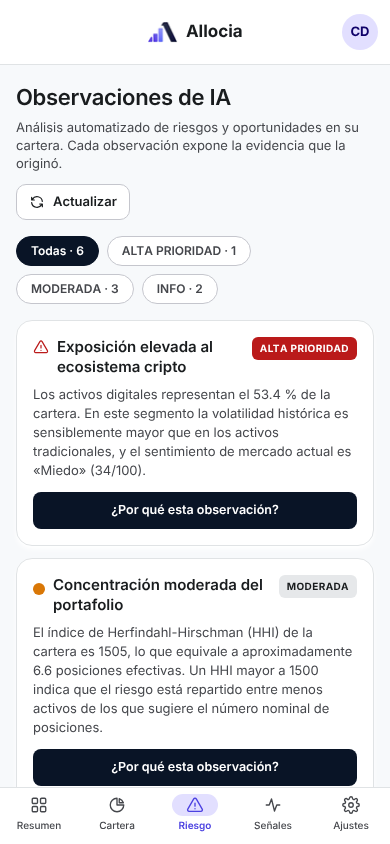 Allocia
CD
Observaciones de IA
Análisis automatizado de riesgos y oportunidades en su
cartera. Cada observación expone la evidencia que la
originó.
Actualizar
Todas · 6
ALTA PRIORIDAD · 1
MODERADA · 3
INFO · 2
Exposición elevada al
ecosistema cripto
ALTA PRIORIDAD
Los activos digitales representan el 53.4 % de la
cartera. En este segmento la volatilidad histórica es
sensiblemente mayor que en los activos
tradicionales, y el sentimiento de mercado actual es
«Miedo» (34/100).
¿Por qué esta observación?
Concentración moderada del
portafolio
MODERADA
El índice de Herfindahl-Hirschman (HHI) de la
cartera es 1505, lo que equivale a aproximadamente
6.6 posiciones efectivas. Un HHI mayor a 1500
indica que el riesgo está repartido entre menos
activos de los que sugiere el número nominal de
posiciones.
¿Por qué esta observación?
Resumen
Cartera
Riesgo
Señales
Ajustes